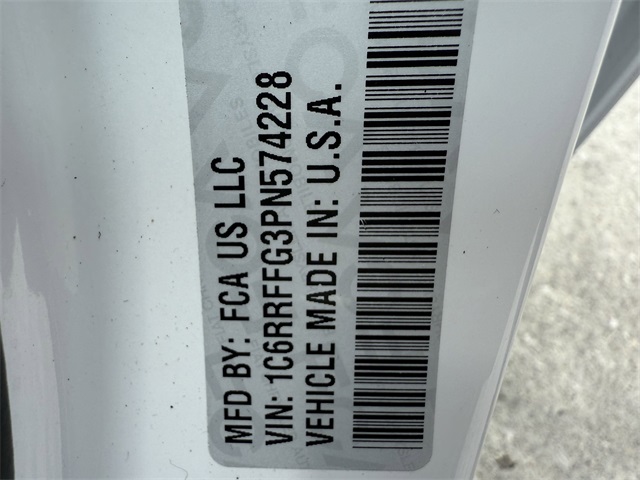 MFD BY: FCA US LLC
VIN: 1C6RRFFG3PN574228
VEHICLE MADE IN: U.S.A.